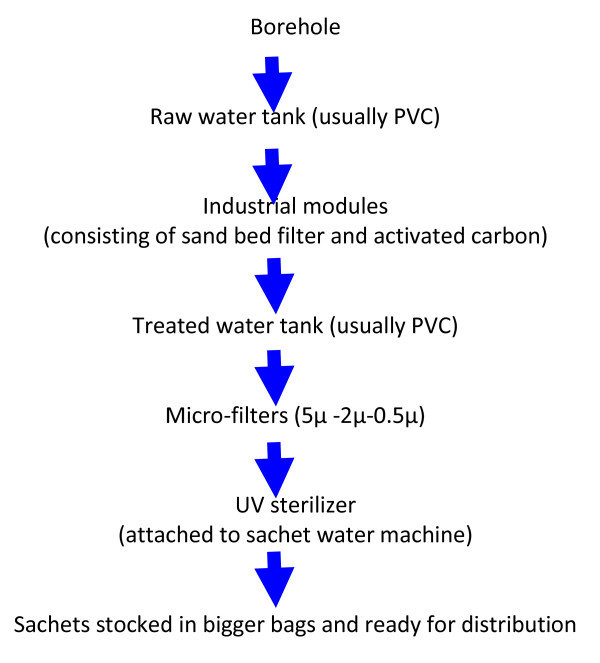 Borehole
Raw water tank (usually PVC)
Industrial modules
(consisting of sand bed filter and activated carbon)
Treated water tank (usually PVC)
Micro-filters (5µ -2µ-0.5µ)
UV sterilizer
(attached to sachet water machine)
Sachets stocked in bigger bags and ready for distribution